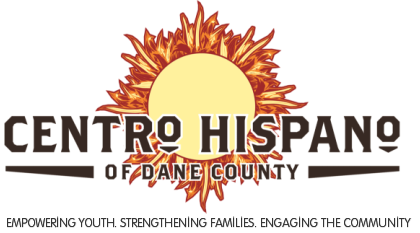 CENTRO HISPANO
OF DANE COUNTY
EMPOWERING YOUTH. STRENGTHENING FAMILIES. ENGAGING THE COMMUNITY